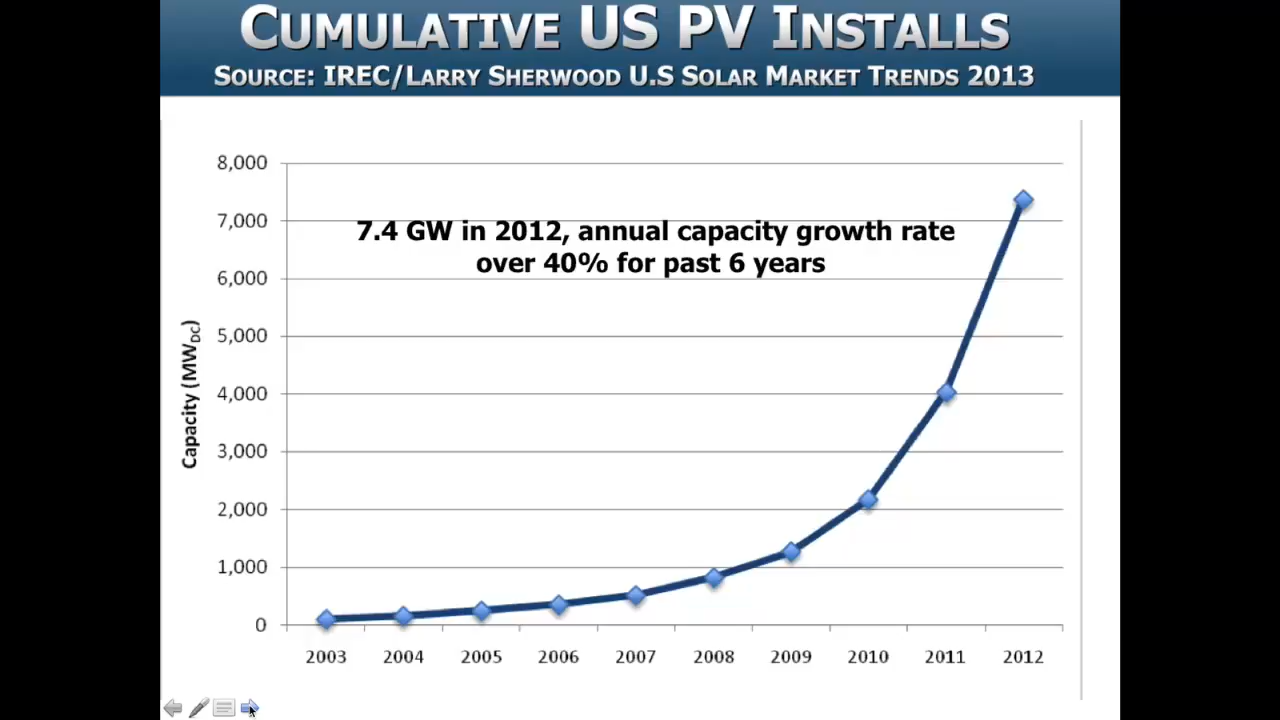 CUMULATIVE US PV INSTALLS
SOURCE: IREC/LARRY SHERWOOD U.S SOLAR MARKET TRENDS 2013
8,000
7,000
6,000
5,000
4,000
3,000
2,000
1,000
0
Capacity (MWDC)
7.4 GW in 2012, annual capacity growth rate
over 40% for past 6 years
2003 2004 2005 2006 2007 2008 2009 2010 2011 2012